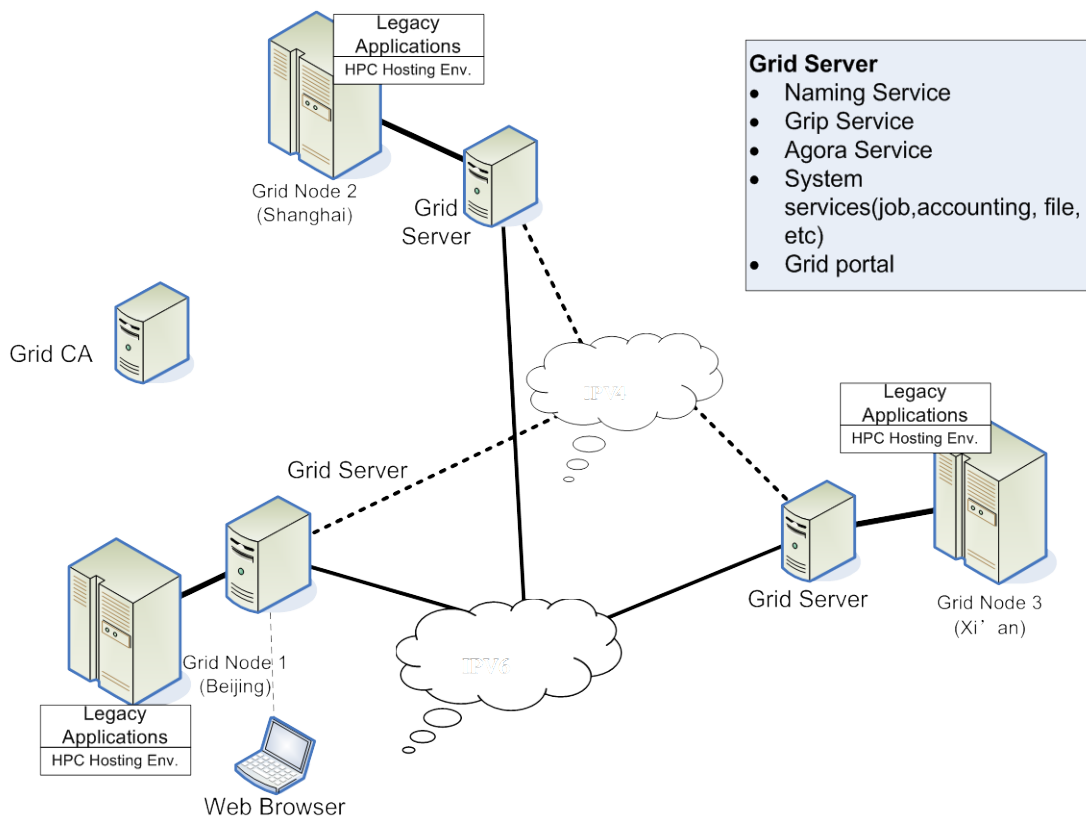 Legacy
Applications
HPC Hosting Env.
Grid Node 2
(Shanghai)
Grid
Server
Grid Server
• Naming Service
• Grip Service
• Agora Service
• System
services(job,accounting, file,
etc)
• Grid portal
Grid CA
IPV4
Legacy
Applications
HPC Hosting Env.
Grid Server
Grid Server
Grid Node 3
(Xi’an)
Grid Node 1
(Beijing)
IPV6
Legacy
Applications
HPC Hosting Env.
Web Browser